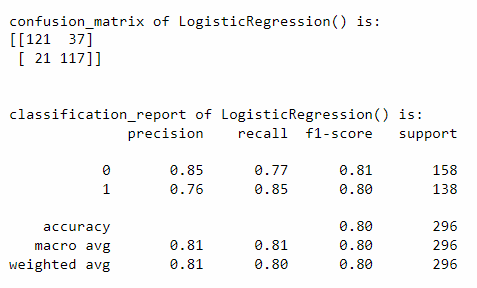 confusion_matrix of LogisticRegression() is:
[[121  37]
 [ 21 117]]
classification_report of LogisticRegression() is:
              precision    recall  f1-score   support
           0       0.85      0.77      0.81       158
           1       0.76      0.85      0.80       138
    accuracy                           0.80       296
   macro avg       0.81      0.81      0.80       296
weighted avg       0.81      0.80      0.80       296